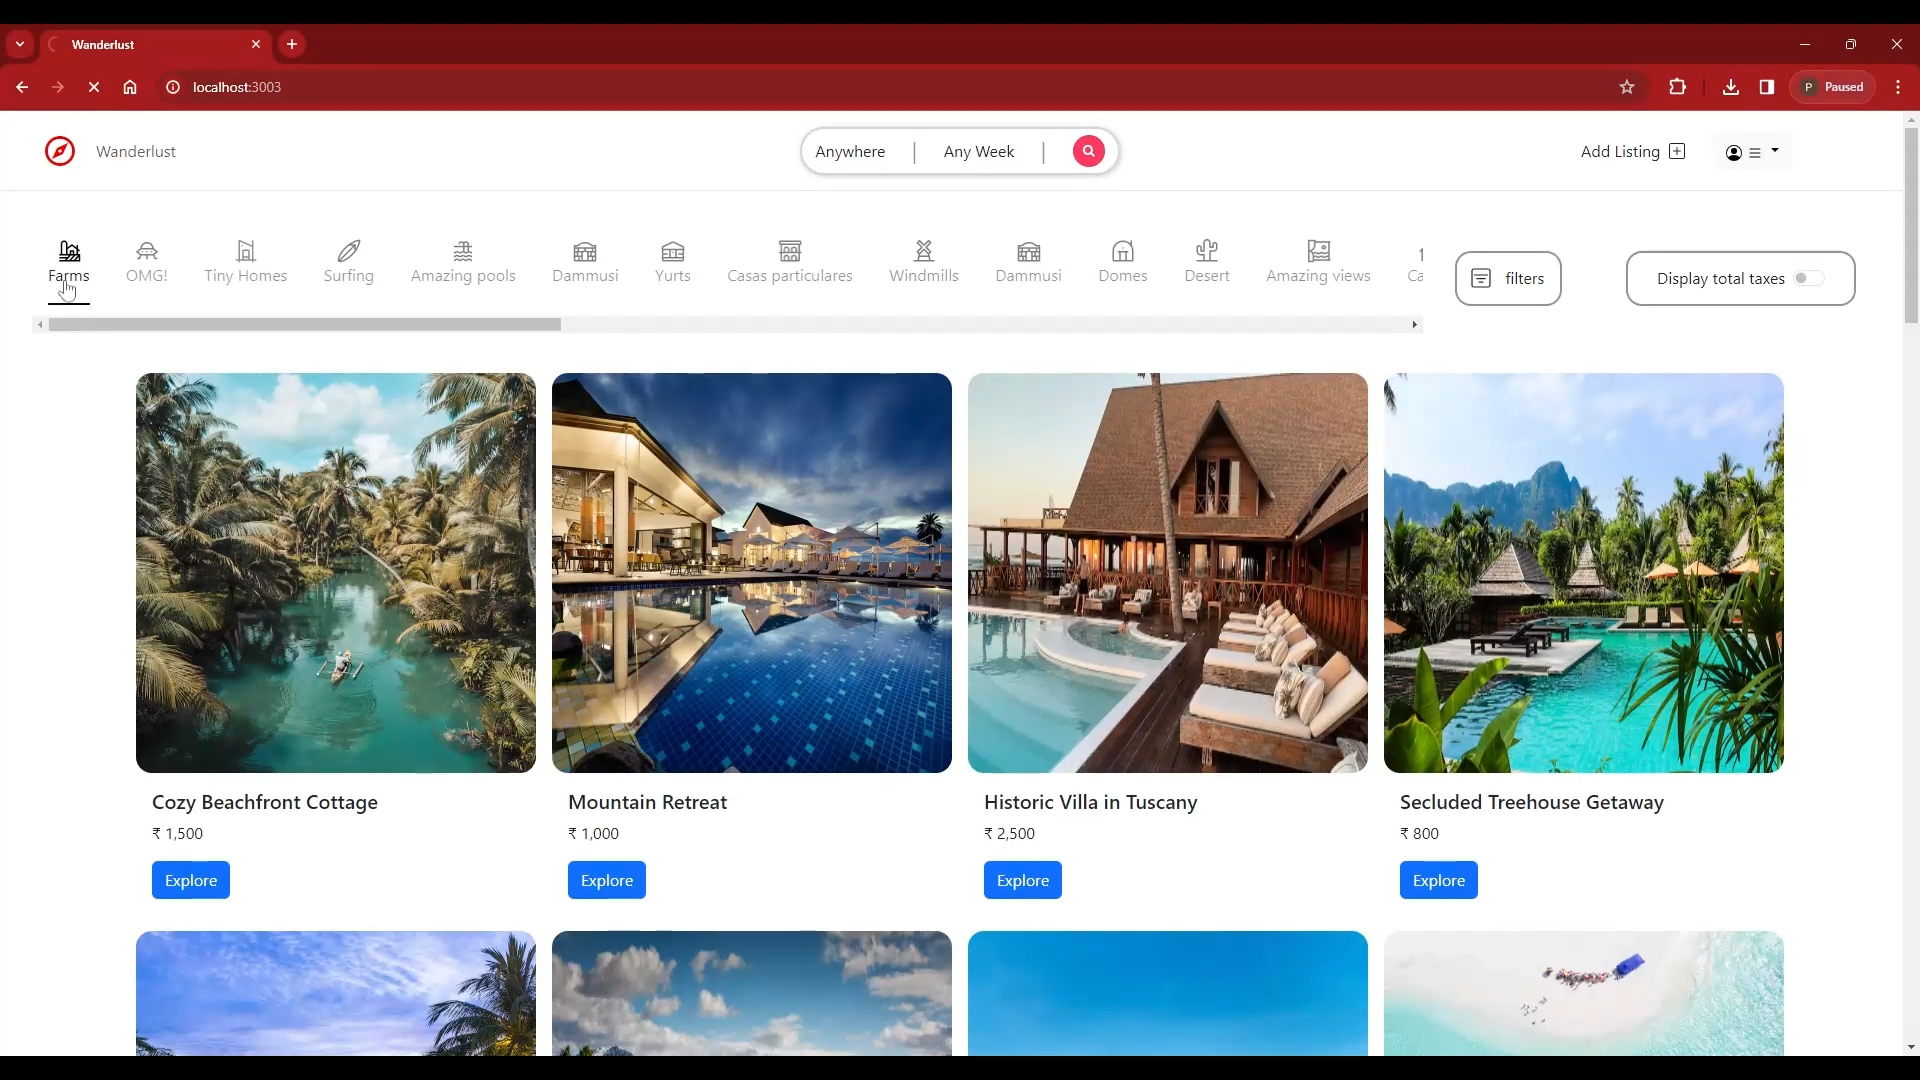 Wanderlust
localhost:3003
P Paused
Wanderlust
Anywhere | Any Week |
Add Listing
Farms OMG! Tiny Homes Surfing Amazing pools Dammusi Yurts Casas particulares Windmills Dammusi Domes Desert Amazing views Ca
filters
Display total taxes
Cozy Beachfront Cottage
₹ 1,500
Explore
Mountain Retreat
₹ 1,000
Explore
Historic Villa in Tuscany
₹ 2,500
Explore
Secluded Treehouse Getaway
₹ 800
Explore